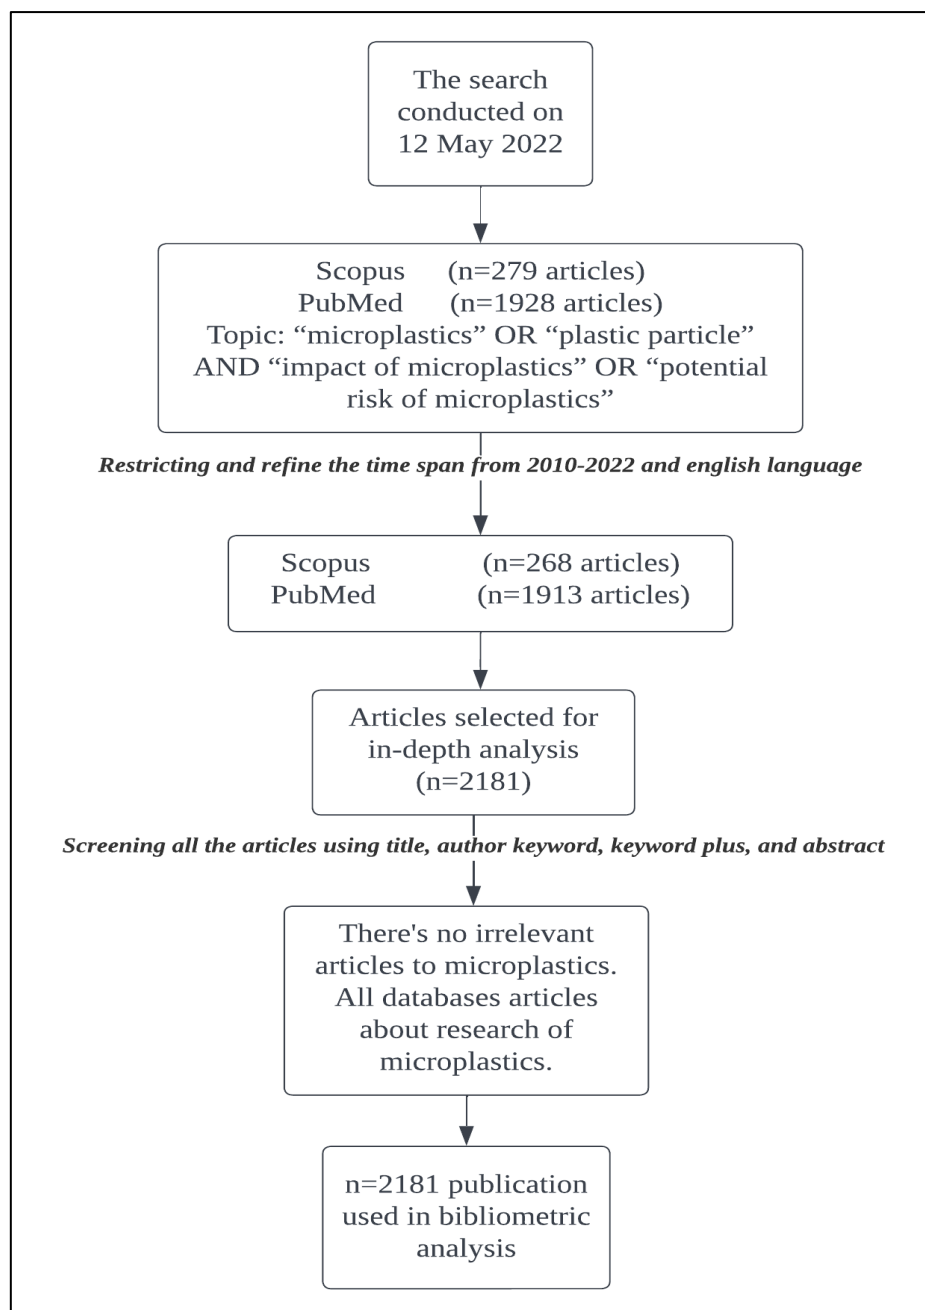 The search
conducted on
12 May 2022
Scopus (n=279 articles)
PubMed (n=1928 articles)
Topic: “microplastics” OR “plastic particle”
AND “impact of microplastics” OR “potential
risk of microplastics”
Restricting and refine the time span from 2010-2022 and english language
Scopus (n=268 articles)
PubMed (n=1913 articles)
Articles selected for
in-depth analysis
(n=2181)
Screening all the articles using title, author keyword, keyword plus, and abstract
There's no irrelevant
articles to microplastics.
All databases articles
about research of
microplastics.
n=2181 publication
used in bibliometric
analysis